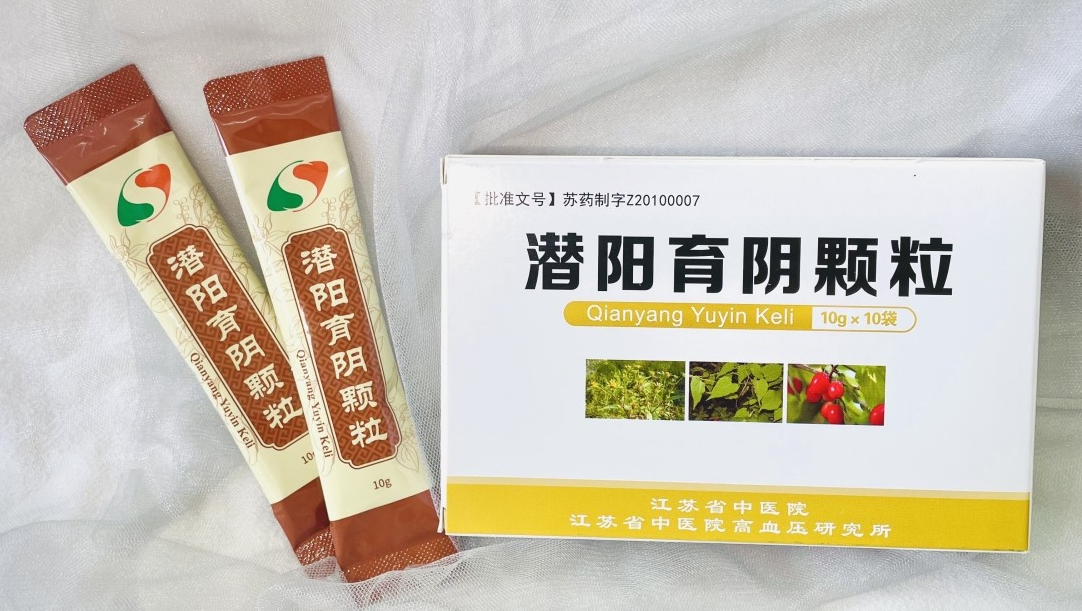 潜阳育阴颗粒
Qianyang Yuyin Keli
10g
潜阳育阴颗粒
Qianyang Yuyin Keli
10g
【批准文号】苏药制字Z20100007
潜阳育阴颗粒
Qianyang Yuyin Keli 10g×10袋
江苏省中医院
江苏省中医院高血压研究所